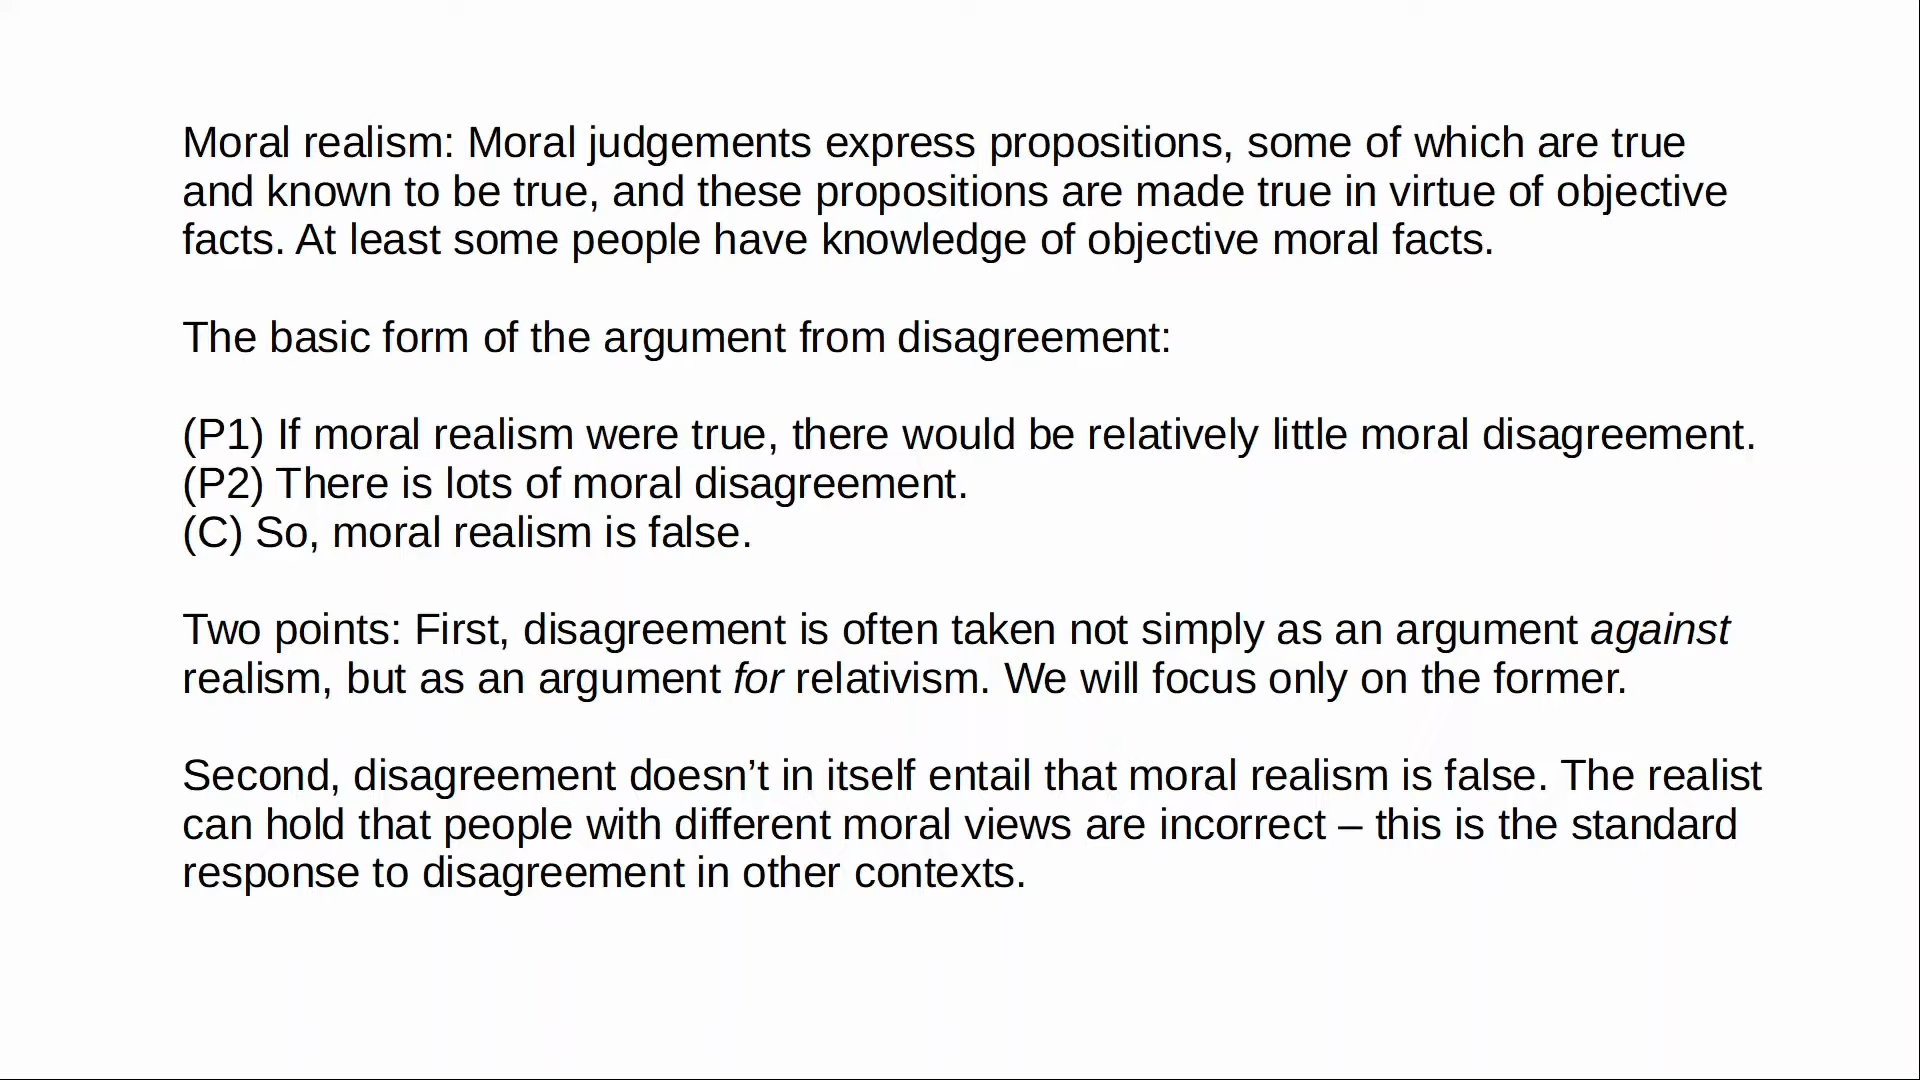 Moral realism: Moral judgements express propositions, some of which are true
and known to be true, and these propositions are made true in virtue of objective
facts. At least some people have knowledge of objective moral facts.
The basic form of the argument from disagreement:
(P1) If moral realism were true, there would be relatively little moral disagreement.
(P2) There is lots of moral disagreement.
(C) So, moral realism is false.
Two points: First, disagreement is often taken not simply as an argument against
realism, but as an argument for relativism. We will focus only on the former.
Second, disagreement doesn’t in itself entail that moral realism is false. The realist
can hold that people with different moral views are incorrect – this is the standard
response to disagreement in other contexts.